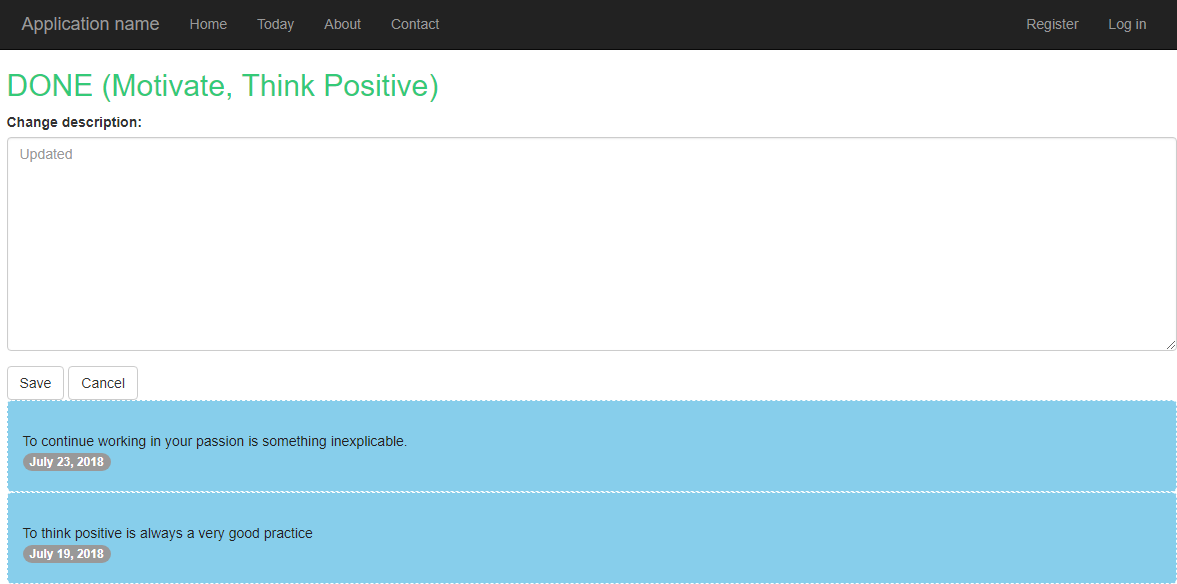 Application name Home Today About Contact Register Log in
DONE (Motivate, Think Positive)
Change description:
Updated
Save Cancel
To continue working in your passion is something inexplicable.
July 23, 2018
To think positive is always a very good practice
July 19, 2018